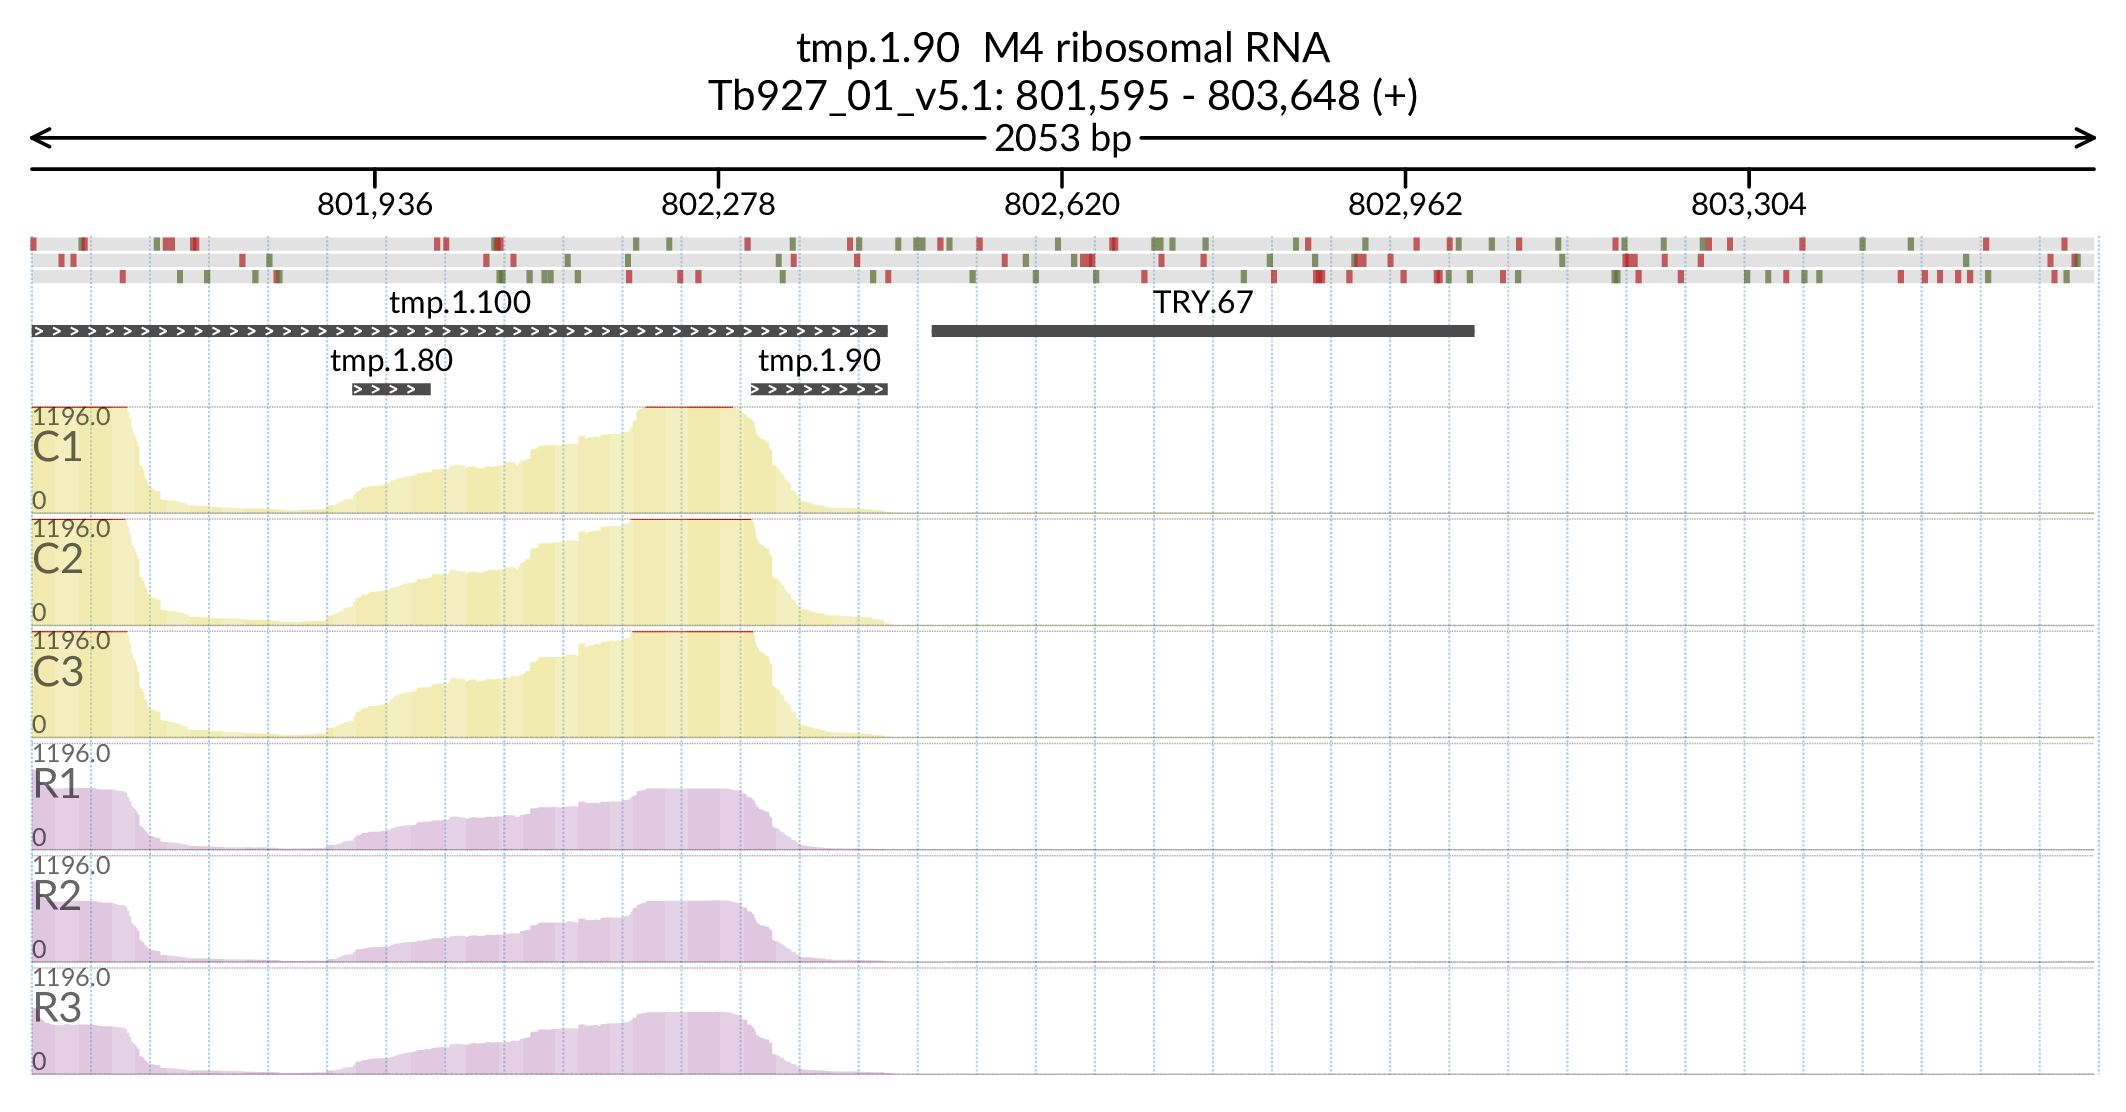 tmp.1.90 M4 ribosomal RNA
Tb927_01_v5.1: 801,595 - 803,648 (+)
2053 bp
801,936 802,278 802,620 802,962 803,304
tmp.1.100 TRY.67
tmp.1.80 tmp.1.90
1196.0
C1
0
1196.0
C2
0
1196.0
C3
0
1196.0
R1
0
1196.0
R2
0
1196.0
R3
0